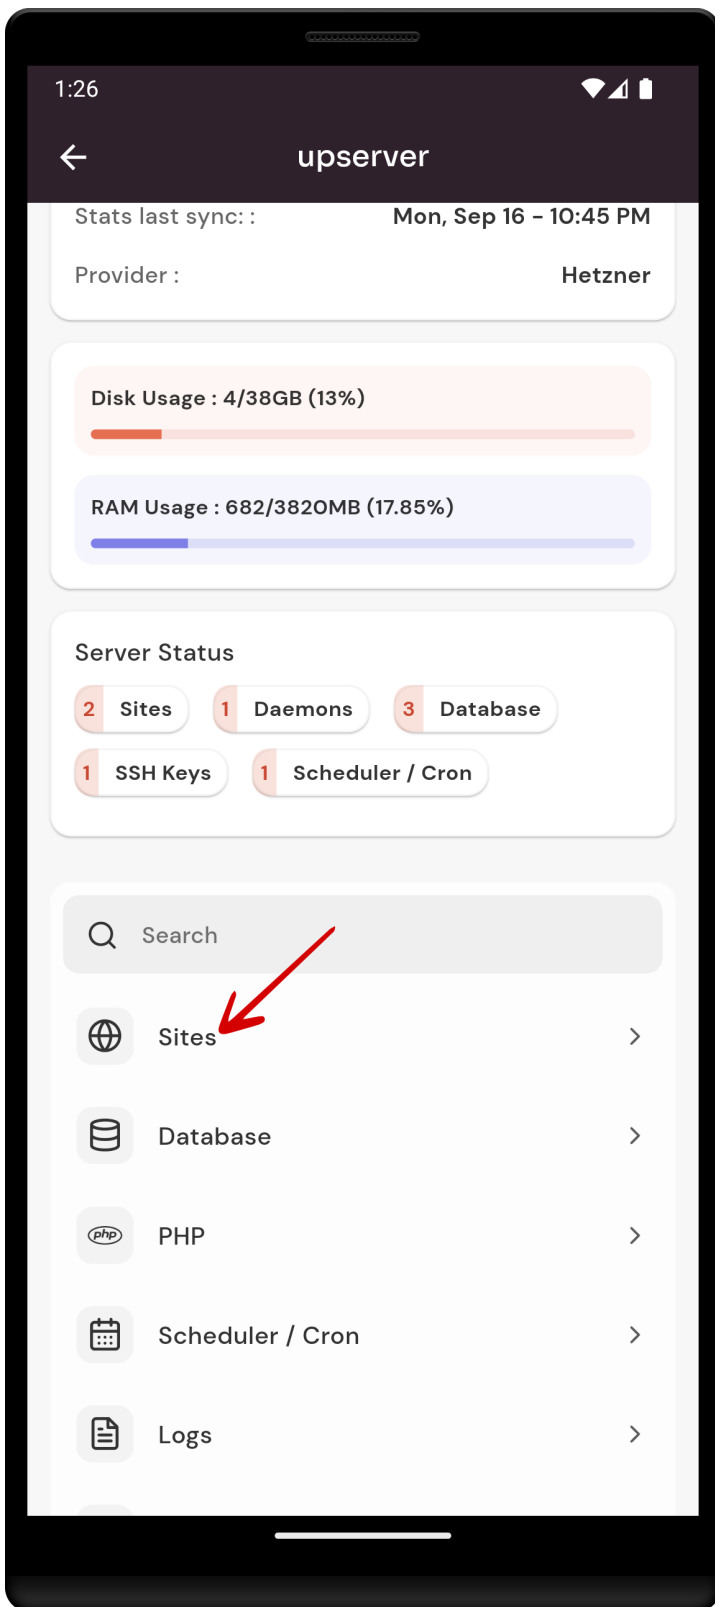 1:26
upserver
Stats last sync: :
Mon, Sep 16 - 10:45 PM
Provider :
Hetzner
Disk Usage : 4/38GB (13%)
RAM Usage : 682/3820MB (17.85%)
Server Status
2 Sites
1 Daemons
3 Database
1 SSH Keys
1 Scheduler / Cron
Search
Sites
Database
php PHP
Scheduler / Cron
Logs